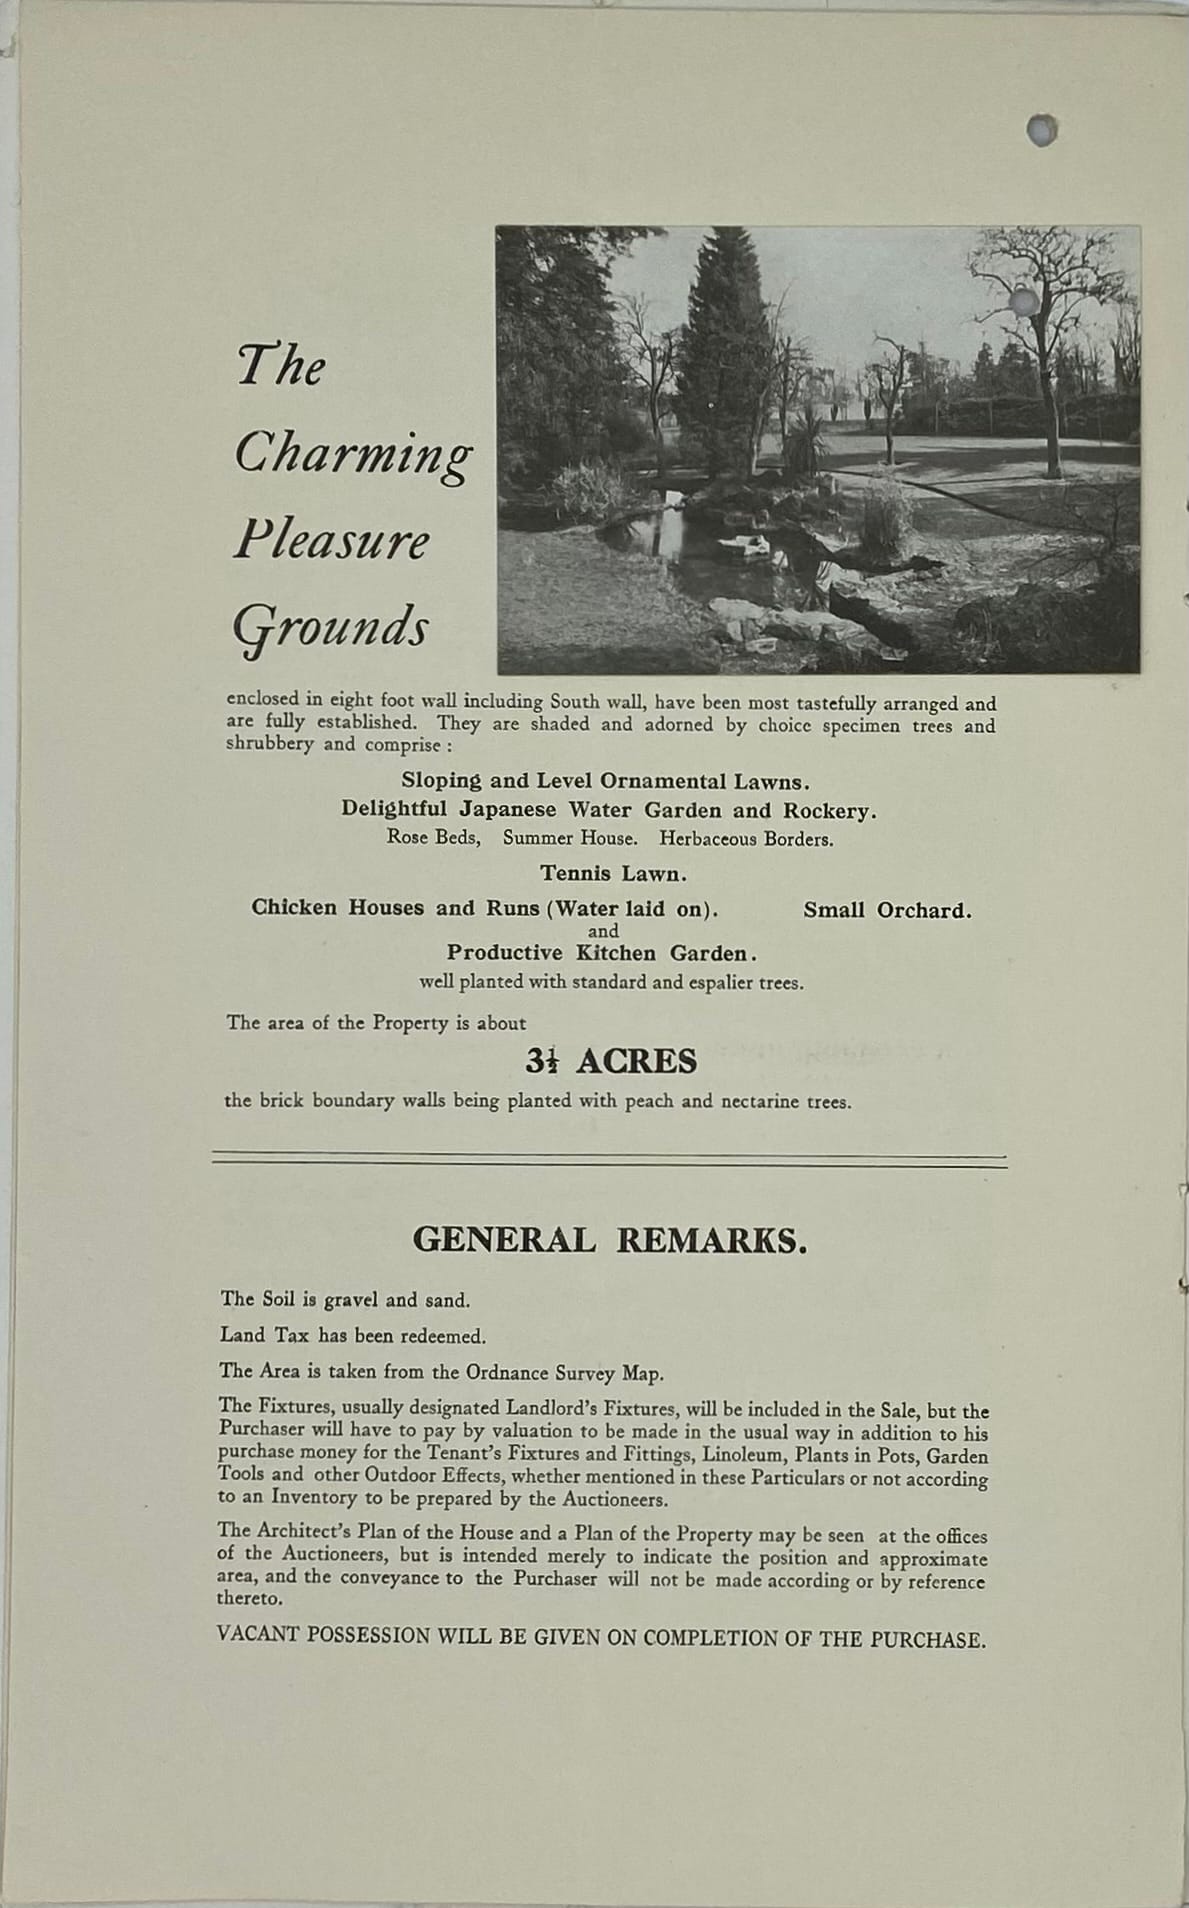 The
Charming
Pleasure
Grounds
enclosed in eight foot wall including South wall, have been most tastefully arranged and
are fully established. They are shaded and adorned by choice specimen trees and
shrubbery and comprise :
Sloping and Level Ornamental Lawns.
Delightful Japanese Water Garden and Rockery.
Rose Beds, Summer House. Herbaceous Borders.
Tennis Lawn.
Chicken Houses and Runs (Water laid on). Small Orchard.
and
Productive Kitchen Garden.
well planted with standard and espalier trees.
The area of the Property is about
3½ ACRES
the brick boundary walls being planted with peach and nectarine trees.
GENERAL REMARKS.
The Soil is gravel and sand.
Land Tax has been redeemed.
The Area is taken from the Ordnance Survey Map.
The Fixtures, usually designated Landlord's Fixtures, will be included in the Sale, but the
Purchaser will have to pay by valuation to be made in the usual way in addition to his
purchase money for the Tenant's Fixtures and Fittings, Linoleum, Plants in Pots, Garden
Tools and other Outdoor Effects, whether mentioned in these Particulars or not according
to an Inventory to be prepared by the Auctioneers.
The Architect's Plan of the House and a Plan of the Property may be seen at the offices
of the Auctioneers, but is intended merely to indicate the position and approximate
area, and the conveyance to the Purchaser will not be made according or by reference
thereto.
VACANT POSSESSION WILL BE GIVEN ON COMPLETION OF THE PURCHASE.